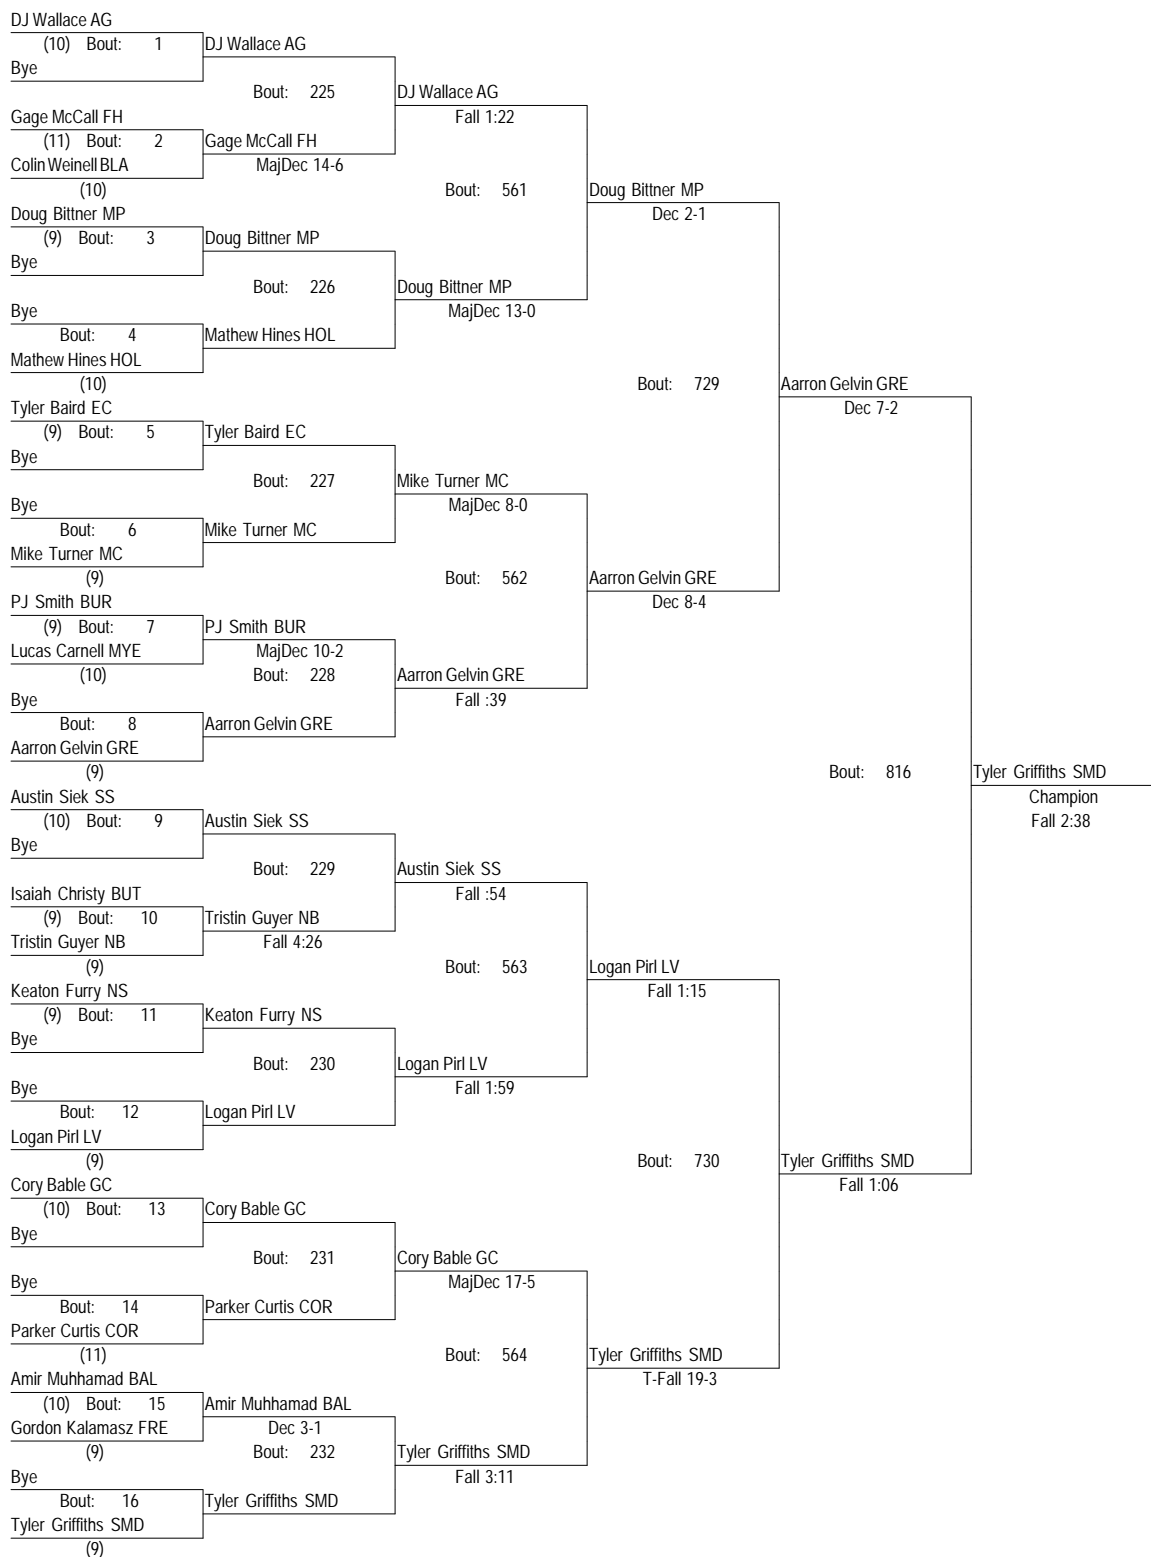 DJ Wallace AG
(10) Bout: 1 DJ Wallace AG
Bye
Bout: 225 DJ Wallace AG
Gage McCall FH Fall 1:22
(11) Bout: 2 Gage McCall FH
Colin Weinell BLA MajDec 14-6
(10) Bout: 561 Doug Bittner MP
Doug Bittner MP Dec 2-1
(9) Bout: 3 Doug Bittner MP
Bye
Bout: 226 Doug Bittner MP
Bye MajDec 13-0
Bout: 4 Mathew Hines HOL
Mathew Hines HOL
(10) Bout: 729 Aarron Gelvin GRE
Tyler Baird EC Dec 7-2
(9) Bout: 5 Tyler Baird EC
Bye
Bout: 227 Mike Turner MC
Bye MajDec 8-0
Bout: 6 Mike Turner MC
Mike Turner MC
(9) Bout: 562 Aarron Gelvin GRE
PJ Smith BUR Dec 8-4
(9) Bout: 7 PJ Smith BUR
Lucas Carnell MYE MajDec 10-2
(10) Bout: 228 Aarron Gelvin GRE
Bye Fall :39
Bout: 8 Aarron Gelvin GRE
Aarron Gelvin GRE
(9) Bout: 816 Tyler Griffiths SMD
Austin Siek SS Champion
(10) Bout: 9 Austin Siek SS Fall 2:38
Bye
Bout: 229 Austin Siek SS
Isaiah Christy BUT Fall :54
(9) Bout: 10 Tristin Guyer NB
Tristin Guyer NB Fall 4:26
(9) Bout: 563 Logan Pirl LV
Keaton Furry NS Fall 1:15
(9) Bout: 11 Keaton Furry NS
Bye
Bout: 230 Logan Pirl LV
Bye Fall 1:59
Bout: 12 Logan Pirl LV
Logan Pirl LV
(9) Bout: 730 Tyler Griffiths SMD
Cory Bable GC Fall 1:06
(10) Bout: 13 Cory Bable GC
Bye
Bout: 231 Cory Bable GC
Bye MajDec 17-5
Bout: 14 Parker Curtis COR
Parker Curtis COR
(11) Bout: 564 Tyler Griffiths SMD
Amir Muhhamad BAL T-Fall 19-3
(10) Bout: 15 Amir Muhhamad BAL
Gordon Kalamasz FRE Dec 3-1
(9) Bout: 232 Tyler Griffiths SMD
Bye Fall 3:11
Bout: 16 Tyler Griffiths SMD
Tyler Griffiths SMD
(9)